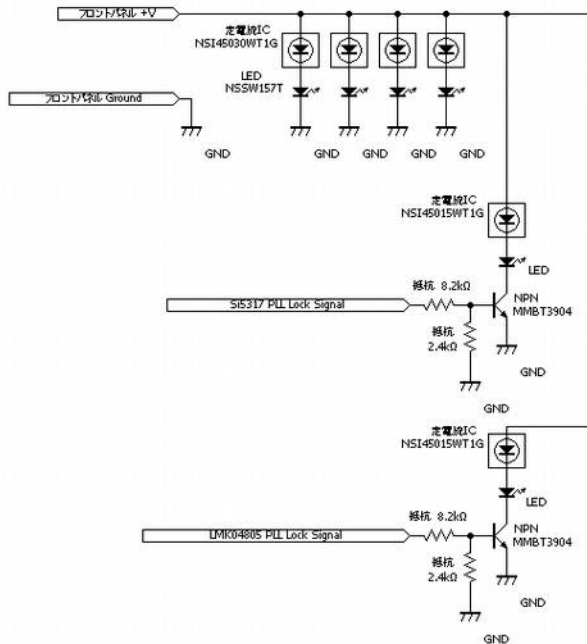 フロントパネル +V
定電流IC
NSI45030WT1G
LED
NSSW157T
フロントパネル Ground
GND
GND
GND
GND
GND
定電流IC
NSI45015WT1G
LED
抵抗 8.2kΩ
NPN
MMBT3904
Si5317 PLL Lock Signal
抵抗
2.4kΩ
GND
GND
定電流IC
NSI45015WT1G
LED
抵抗 8.2kΩ
NPN
MMBT3904
LMK04805 PLL Lock Signal
抵抗
2.4kΩ
GND
GND